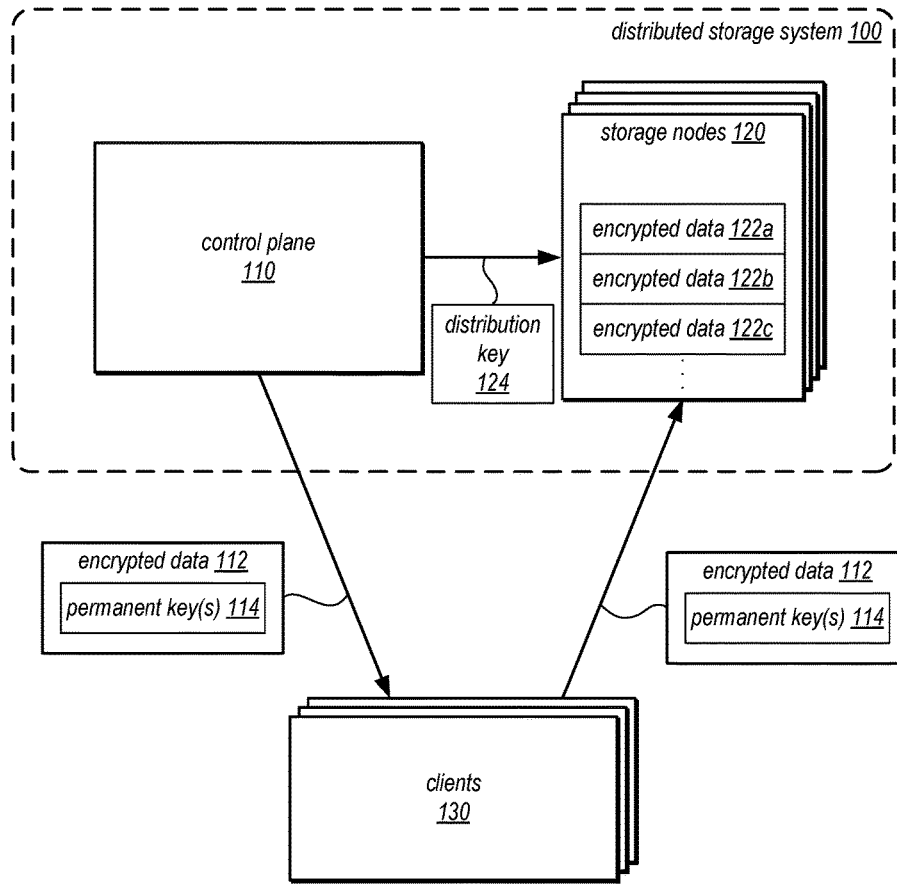 distributed storage system 100
storage nodes 120
control plane
110
encrypted data 122a
encrypted data 122b
encrypted data 122c
distribution
key
124
encrypted data 112
permanent key(s) 114
encrypted data 112
permanent key(s) 114
clients
130